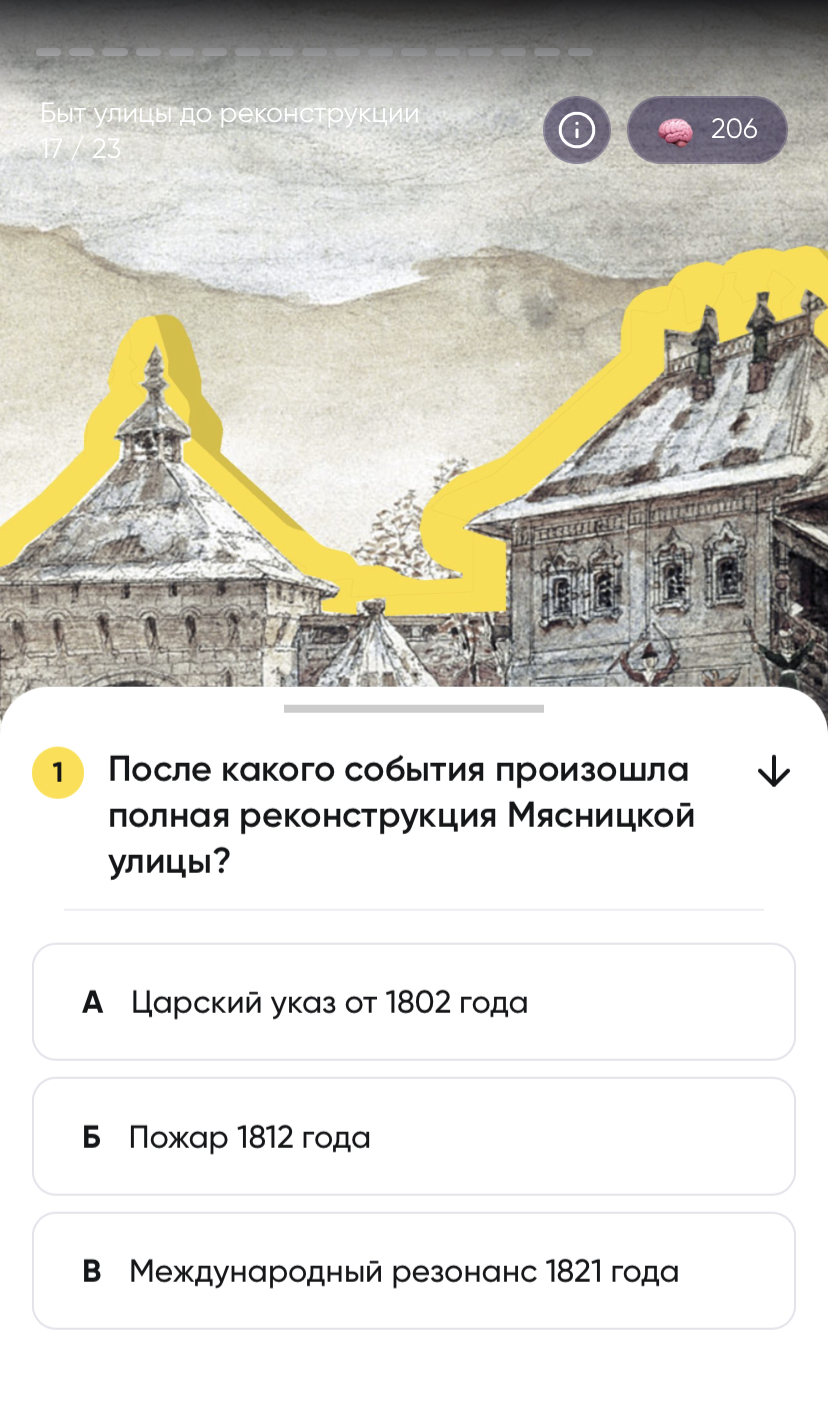 Быт улицы до реконструкции
17 / 23
206
1
После какого события произошла
полная реконструкция Мясницкой
улицы?
А Царский указ от 1802 года
Б Пожар 1812 года
В Международный резонанс 1821 года